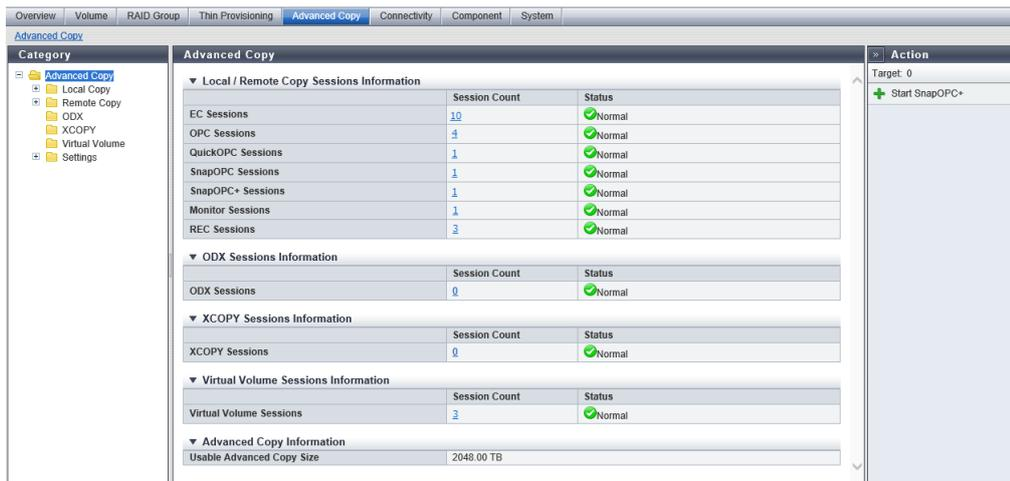 Overview Volume RAID Group Thin Provisioning Advanced Copy Connectivity Component System
Advanced Copy
Category
Advanced Copy
Local Copy
Remote Copy
ODX
XCOPY
Virtual Volume
Settings
Advanced Copy
Local / Remote Copy Sessions Information
Session Count Status
EC Sessions 10 Normal
OPC Sessions 4 Normal
QuickOPC Sessions 1 Normal
SnapOPC Sessions 1 Normal
SnapOPC+ Sessions 1 Normal
Monitor Sessions 1 Normal
REC Sessions 3 Normal
ODX Sessions Information
Session Count Status
ODX Sessions 0 Normal
XCOPY Sessions Information
Session Count Status
XCOPY Sessions 0 Normal
Virtual Volume Sessions Information
Session Count Status
Virtual Volume Sessions 3 Normal
Advanced Copy Information
Usable Advanced Copy Size 2048.00 TB
» Action
Target: 0
Start SnapOPC+